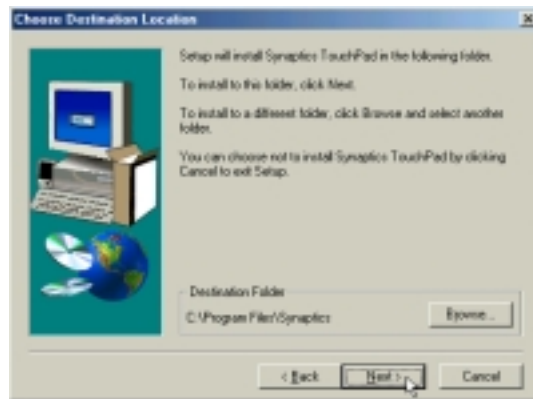 Choose Destination Location
Setup will install Synaptics TouchPad in the following folder.
To install to this folder, click Next.
To install to a different folder, click Browse and select another
folder.
You can choose not to install Synaptics TouchPad by clicking
Cancel to exit Setup.
Destination Folder
C:\Program Files\Synaptics
Browse...
< Back
Next >
Cancel